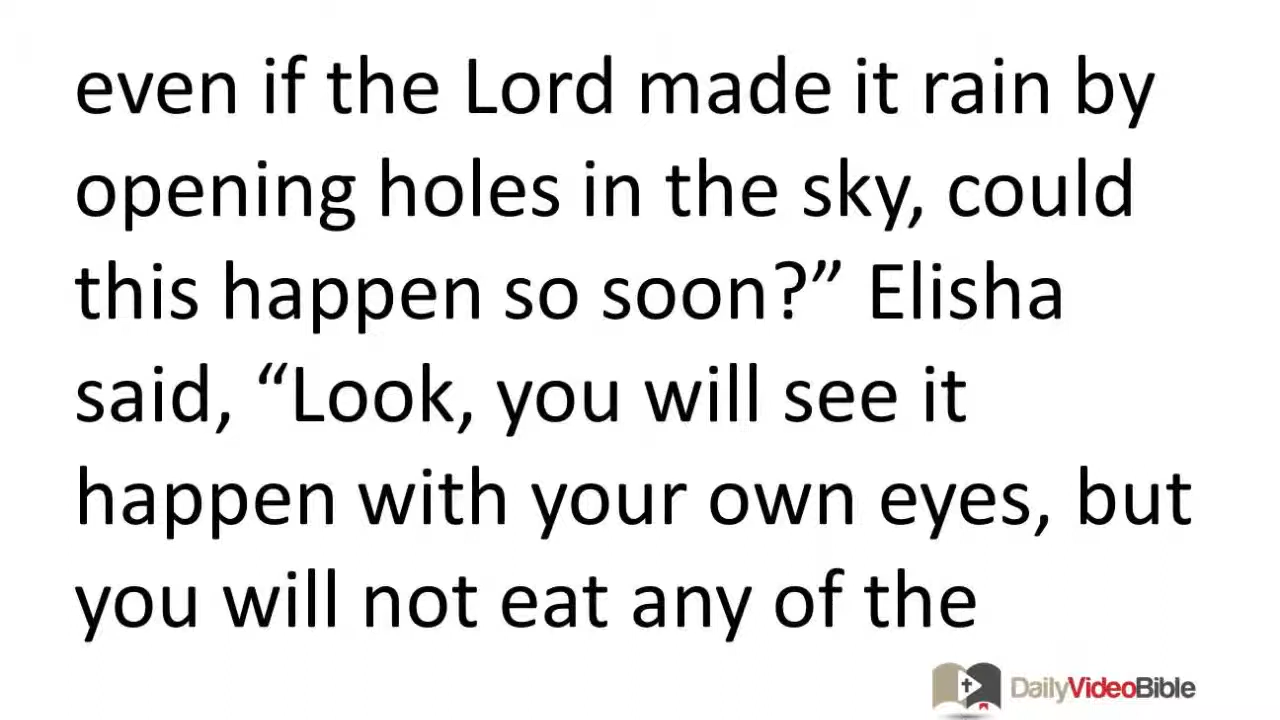 even if the Lord made it rain by
opening holes in the sky, could
this happen so soon?” Elisha
said, “Look, you will see it
happen with your own eyes, but
you will not eat any of the
DailyVideoBible